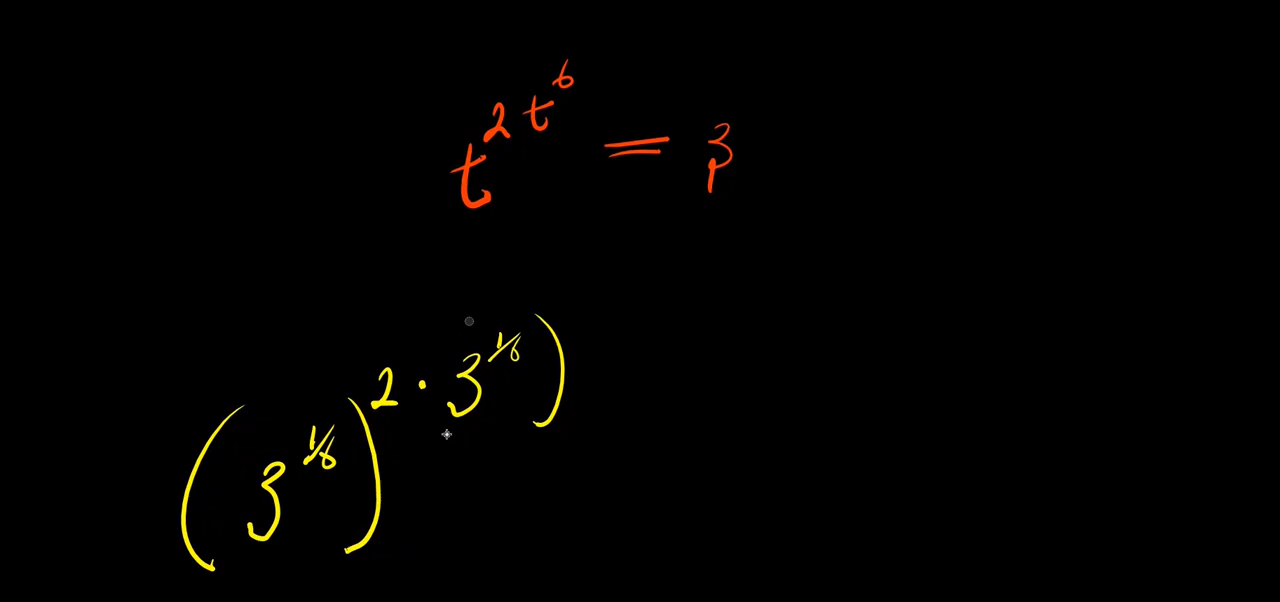 t^{2t^6} = 3
(3^{1/6})^{2 · 3^{1/6})}